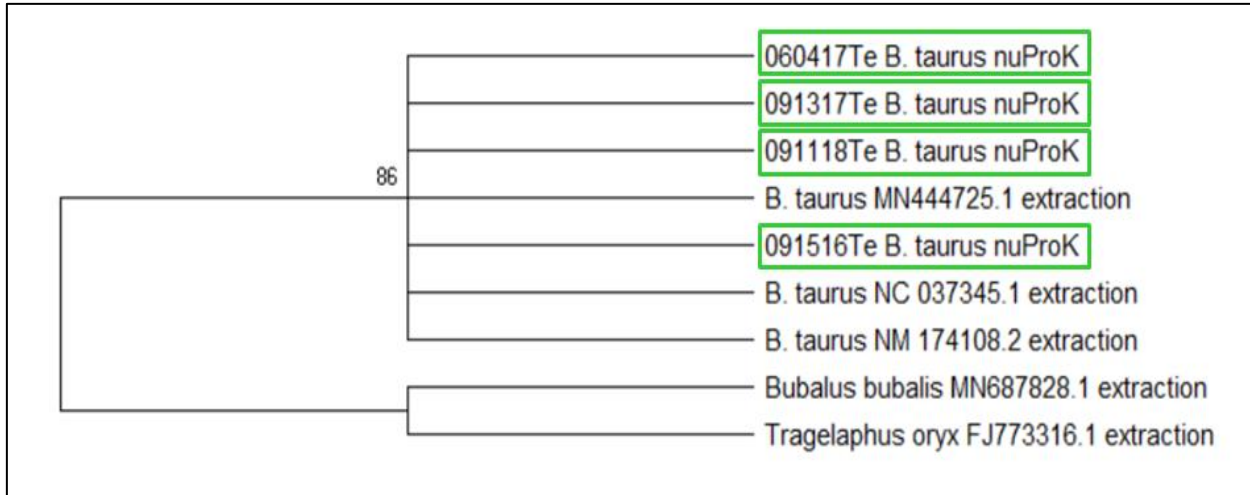 060417Te B. taurus nuProK
091317Te B. taurus nuProK
091118Te B. taurus nuProK
86
B. taurus MN444725.1 extraction
091516Te B. taurus nuProK
B. taurus NC 037345.1 extraction
B. taurus NM 174108.2 extraction
Bubalus bubalis MN687828.1 extraction
Tragelaphus oryx FJ773316.1 extraction